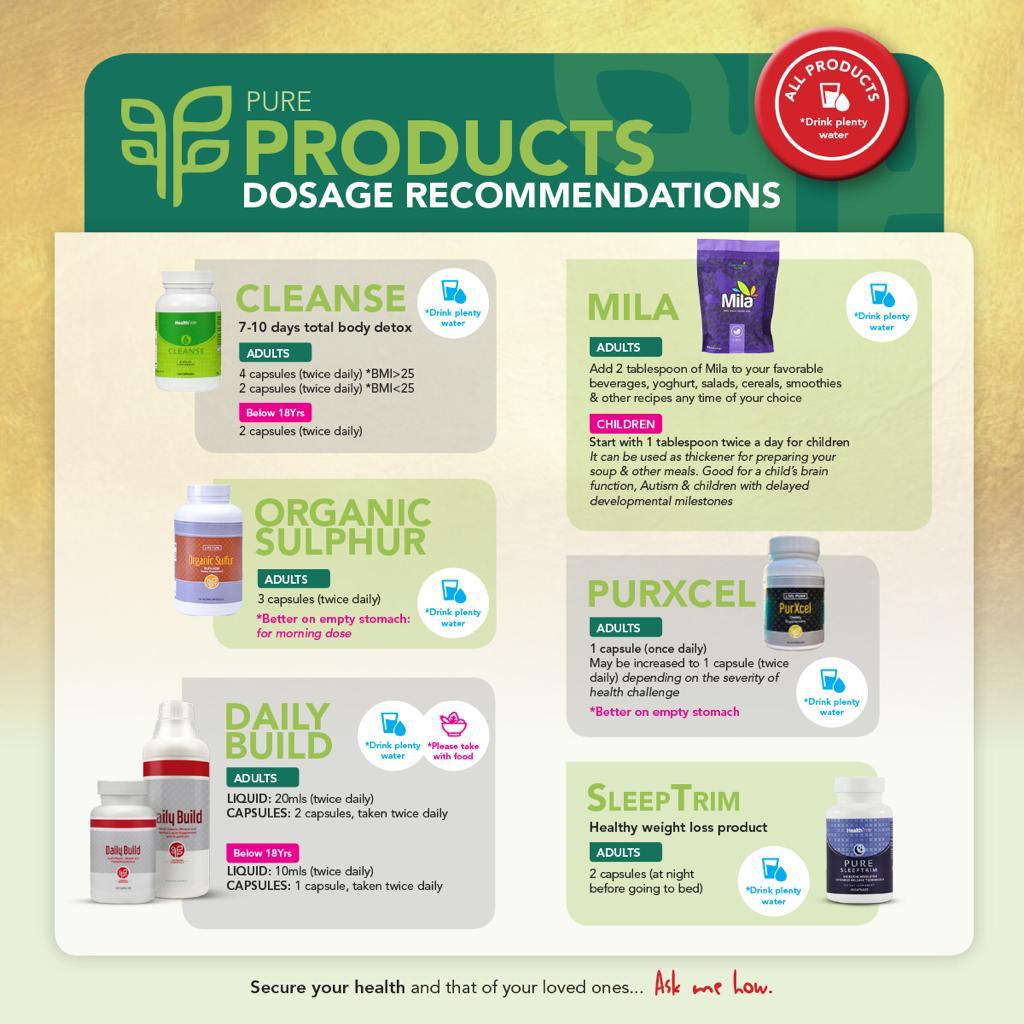 PURE
PRODUCTS
DOSAGE RECOMMENDATIONS
ALL PRODUCTS
*Drink plenty
water
CLEANSE
7-10 days total body detox
*Drink plenty
water
ADULTS
4 capsules (twice daily) *BMI>25
2 capsules (twice daily) *BMI<25
Below 18Yrs
2 capsules (twice daily)
CLEANSE
ORGANIC
SULPHUR
ADULTS
3 capsules (twice daily)
*Better on empty stomach:
for morning dose
*Drink plenty
water
Organic Sulfur
DAILY
BUILD
*Drink plenty
water
*Please take
with food
ADULTS
LIQUID: 20mls (twice daily)
CAPSULES: 2 capsules, taken twice daily
Below 18Yrs
LIQUID: 10mls (twice daily)
CAPSULES: 1 capsule, taken twice daily
aily Build
Daily Build
MILA
Mila
*Drink plenty
water
ADULTS
Add 2 tablespoon of Mila to your favorable
beverages, yoghurt, salads, cereals, smoothies
& other recipes any time of your choice
CHILDREN
Start with 1 tablespoon twice a day for children
It can be used as thickener for preparing your
soup & other meals. Good for a child's brain
function, Autism & children with delayed
developmental milestones
PURXCEL
ADULTS
1 capsule (once daily)
May be increased to 1 capsule (twice
daily) depending on the severity of
health challenge
*Better on empty stomach
*Drink plenty
water
LIVE PURE
PurXcel
SLEEPTRIM
Healthy weight loss product
ADULTS
2 capsules (at night
before going to bed)
*Drink plenty
water
PURE
SLEEPTRIM
Secure your health and that of your loved ones... Ask me how.